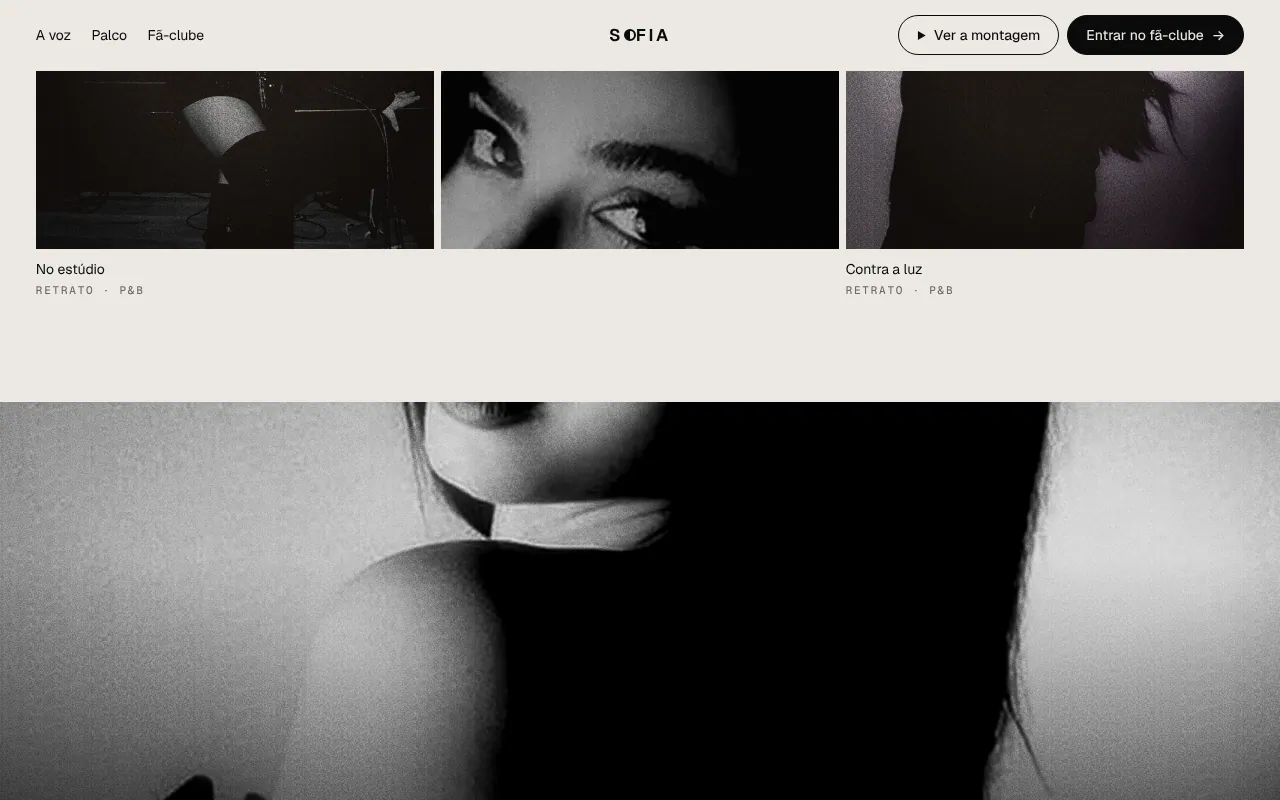 A voz
Palco
Fã-clube
SOFIA
Ver a montagem
Entrar no fã-clube →
No estúdio
RETRATO · P&B
Contra a luz
RETRATO · P&B